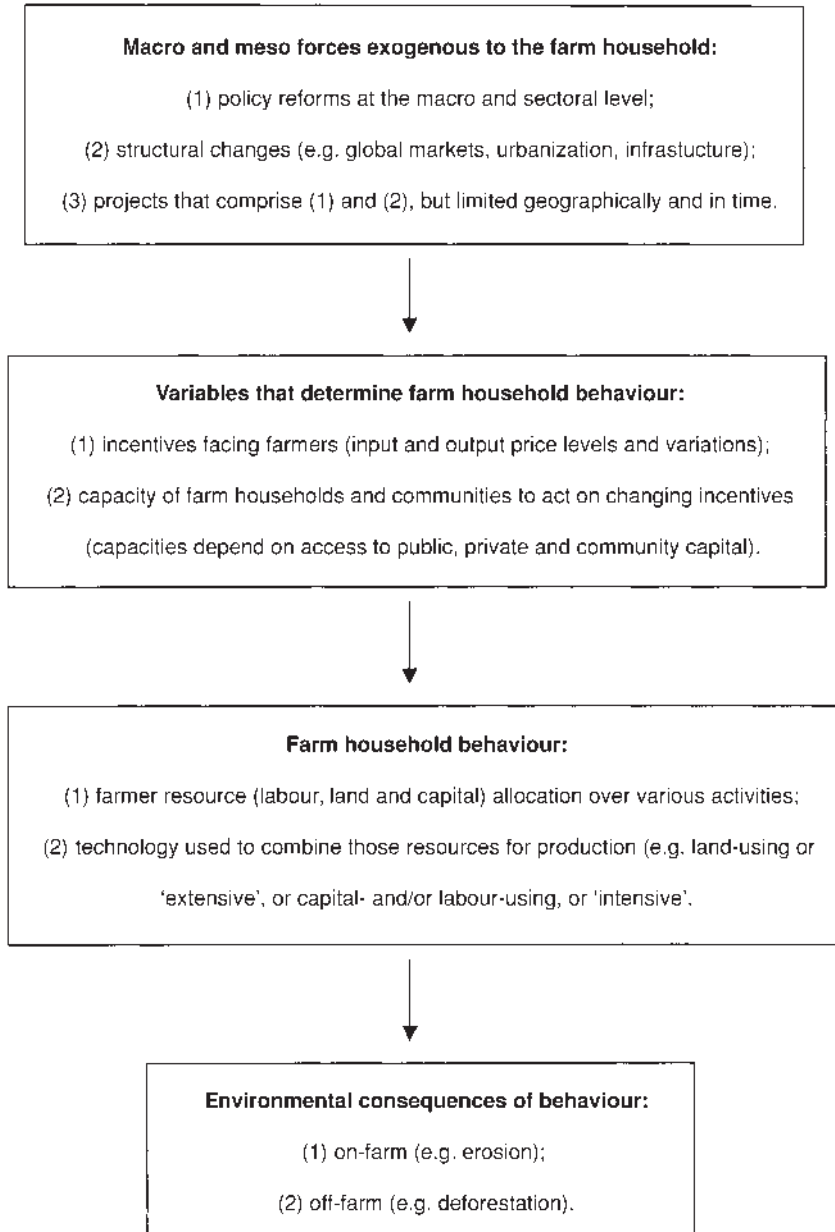 Macro and meso forces exogenous to the farm household:
(1) policy reforms at the macro and sectoral level;
(2) structural changes (e.g. global markets, urbanization, infrastucture);
(3) projects that comprise (1) and (2), but limited geographically and in time.
Variables that determine farm household behaviour:
(1) incentives facing farmers (input and output price levels and variations);
(2) capacity of farm households and communities to act on changing incentives
(capacities depend on access to public, private and community capital).
Farm household behaviour:
(1) farmer resource (labour, land and capital) allocation over various activities;
(2) technology used to combine those resources for production (e.g. land-using or
‘extensive’, or capital- and/or labour-using, or ‘intensive’.
Environmental consequences of behaviour:
(1) on-farm (e.g. erosion);
(2) off-farm (e.g. deforestation).